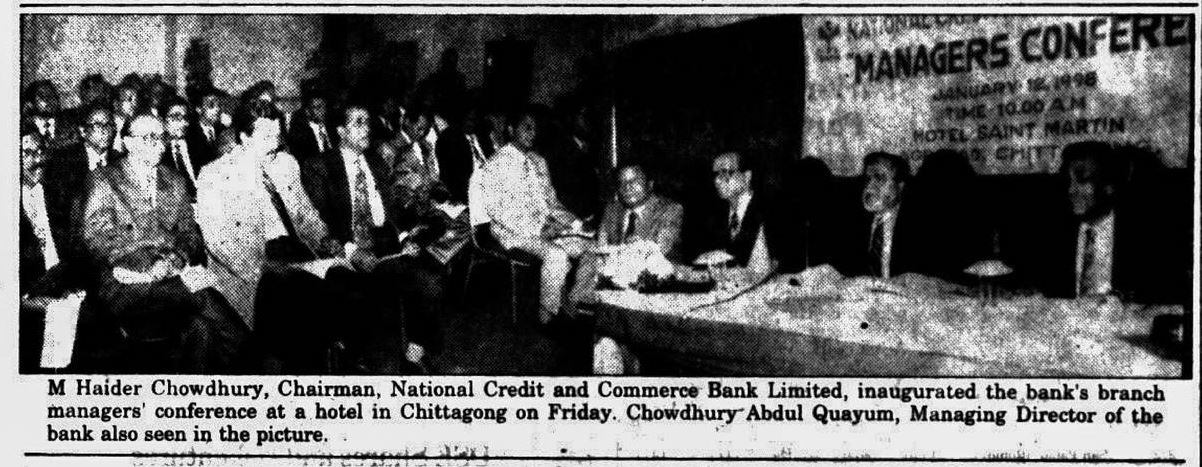 NATIONAL
MANAGERS CONFERE
JANUARY 12, 1998
TIME 10.00 A.M
HOTEL SAINT MARTIN
M Haider Chowdhury, Chairman, National Credit and Commerce Bank Limited, inaugurated the bank's branch
managers' conference at a hotel in Chittagong on Friday. Chowdhury Abdul Quayum, Managing Director of the
bank also seen in the picture.